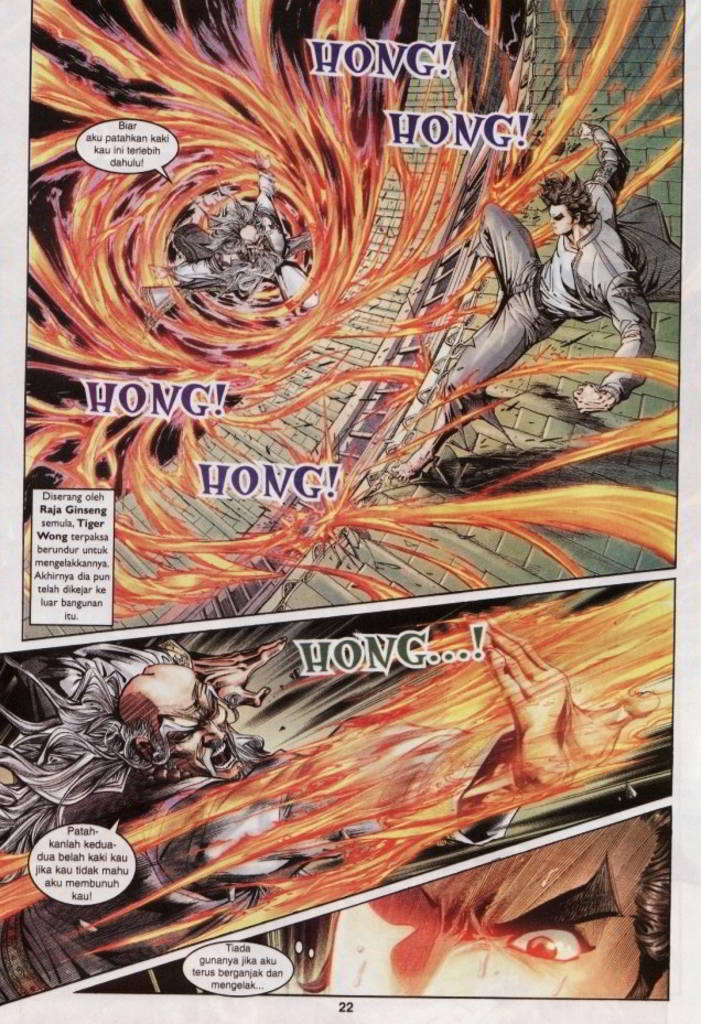 HONG!
HONG!
Biar
aku patahkan kaki
kau ini terlebih
dahulu!
HONG!
HONG!
Diserang oleh
Raja Ginseng
semula, Tiger
Wong terpaksa
berundur untuk
mengelakkannya.
Akhirnya dia pun
telah dikejar ke
luar bangunan
itu.
HONG...!
Patah-
kanlah kedua-
dua belah kaki kau
jika kau tidak mahu
aku membunuh
kau!
Tiada
gunanya jika aku
terus berganjak dan
mengelak...
22